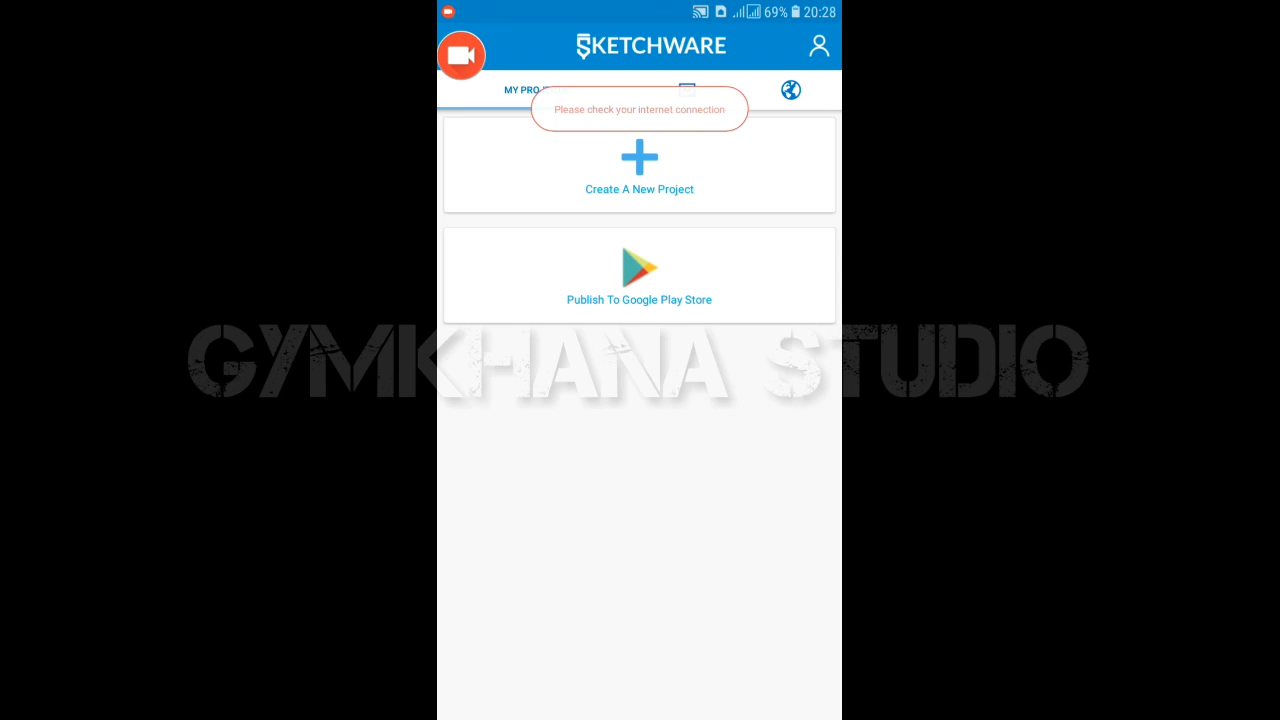 69% 20:28
SKETCHWARE
MY PRO
Please check your internet connection
Create A New Project
Publish To Google Play Store
GYMKHANA STUDIO